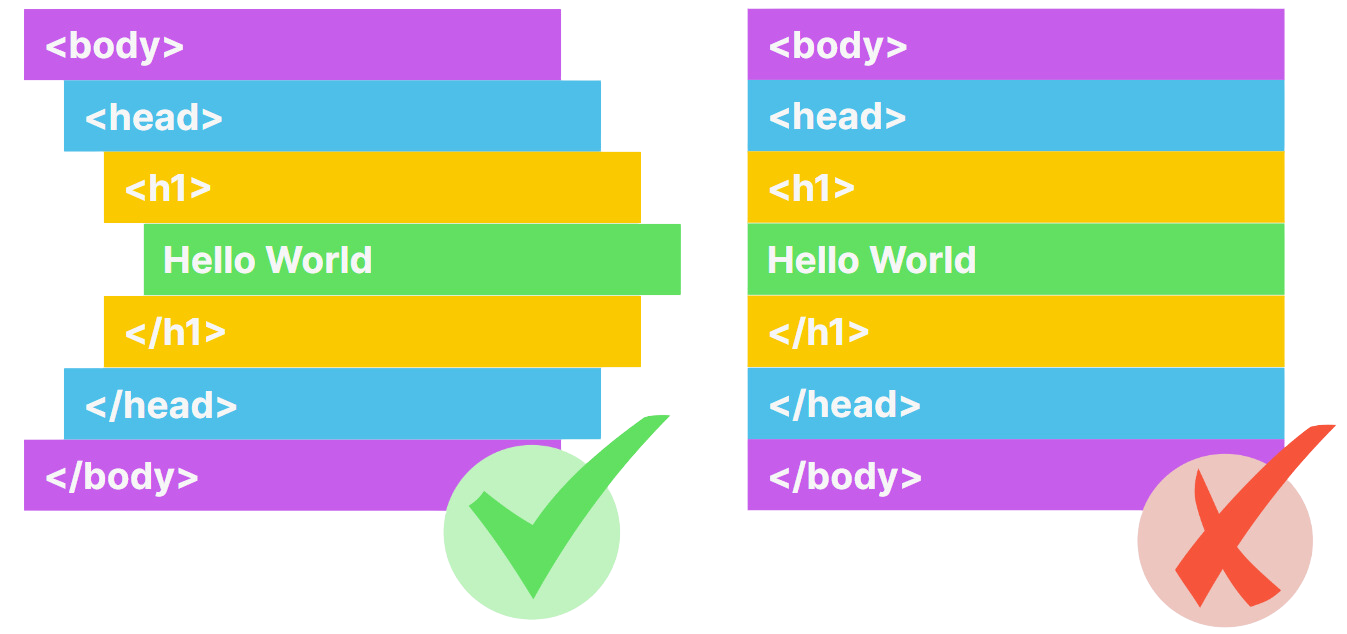 <body>
<head>
<h1>
Hello World
</h1>
</head>
</body>
<body>
<head>
<h1>
Hello World
</h1>
</head>
</body>